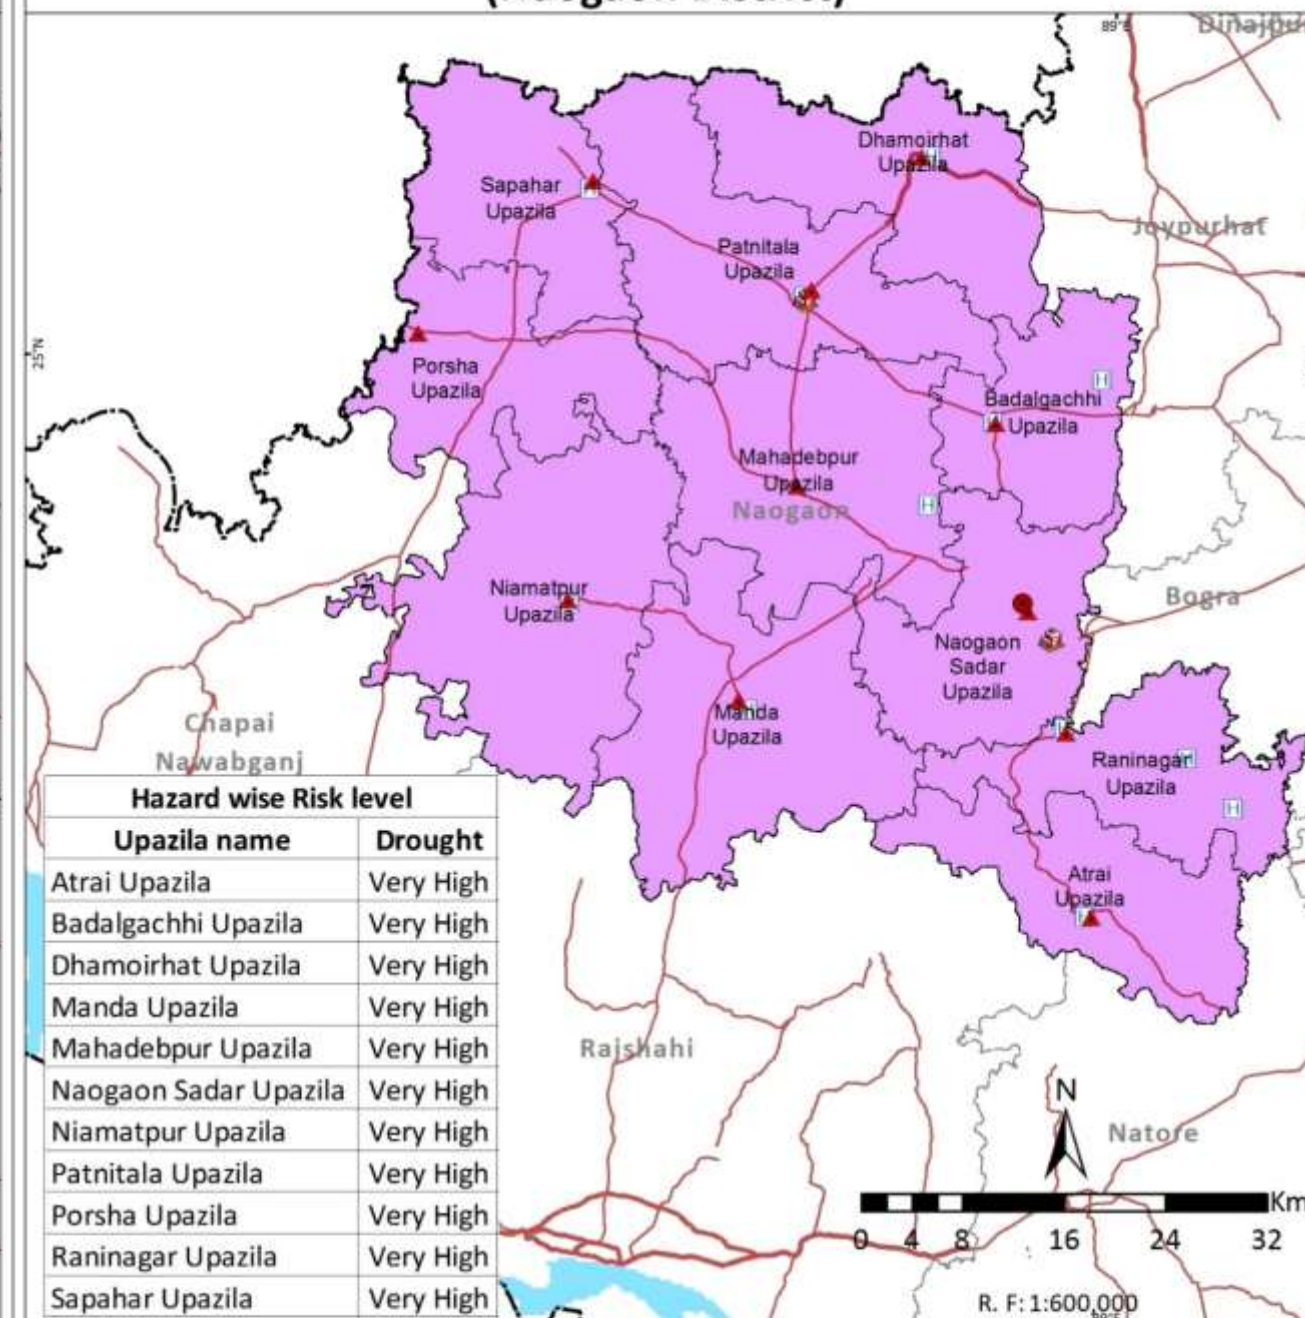 (Naogaon District)
89°E
Dinajpur
Dhamoirhat
Upazila
Sapahar
Upazila
Joypurhat
Patnitala
Upazila
25°N
Porsha
Upazila
H
Badalgachhi
Upazila
Mahadebpur
Upazila
H
Naogaon
Niamatpur
Upazila
Bogra
Naogaon
Sadar
Upazila
Chapai
Nawabganj
Manda
Upazila
Raninagar
Upazila
H
H
Atrai
Upazila
Hazard wise Risk level
Upazila name Drought
Atrai Upazila Very High
Badalgachhi Upazila Very High
Dhamoirhat Upazila Very High
Manda Upazila Very High
Mahadebpur Upazila Very High
Naogaon Sadar Upazila Very High
Niamatpur Upazila Very High
Patnitala Upazila Very High
Porsha Upazila Very High
Raninagar Upazila Very High
Sapahar Upazila Very High
Rajshahi
N
Natore
Km
0 4 8 16 24 32
R. F: 1:600,000
89°E